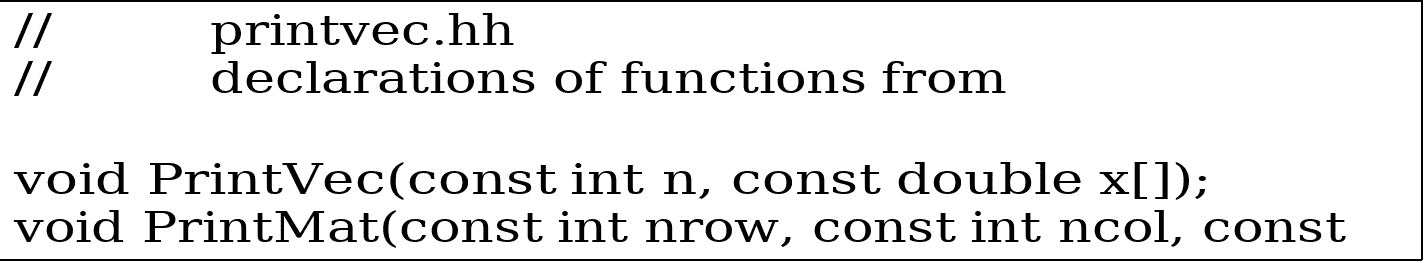 // printvec.hh
// declarations of functions from
void PrintVec(const int n, const double x[]);
void PrintMat(const int nrow, const int ncol, const